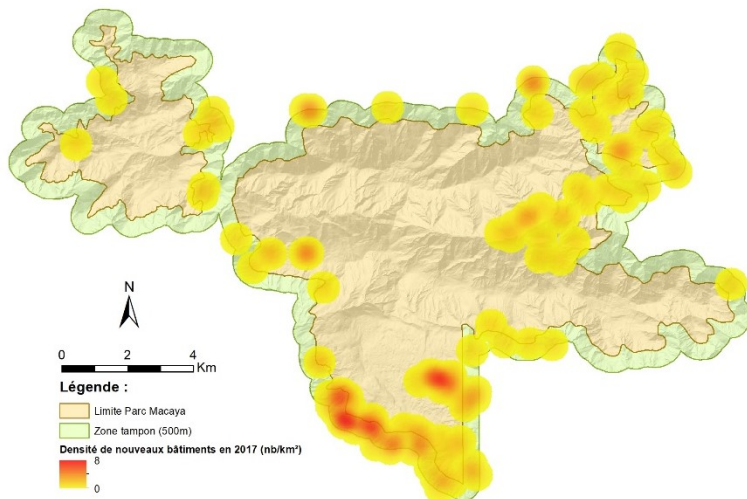 N
0 2 4
Km
Légende :
Limite Parc Macaya
Zone tampon (500m)
Densité de nouveaux bâtiments en 2017 (nb/km²)
8
0